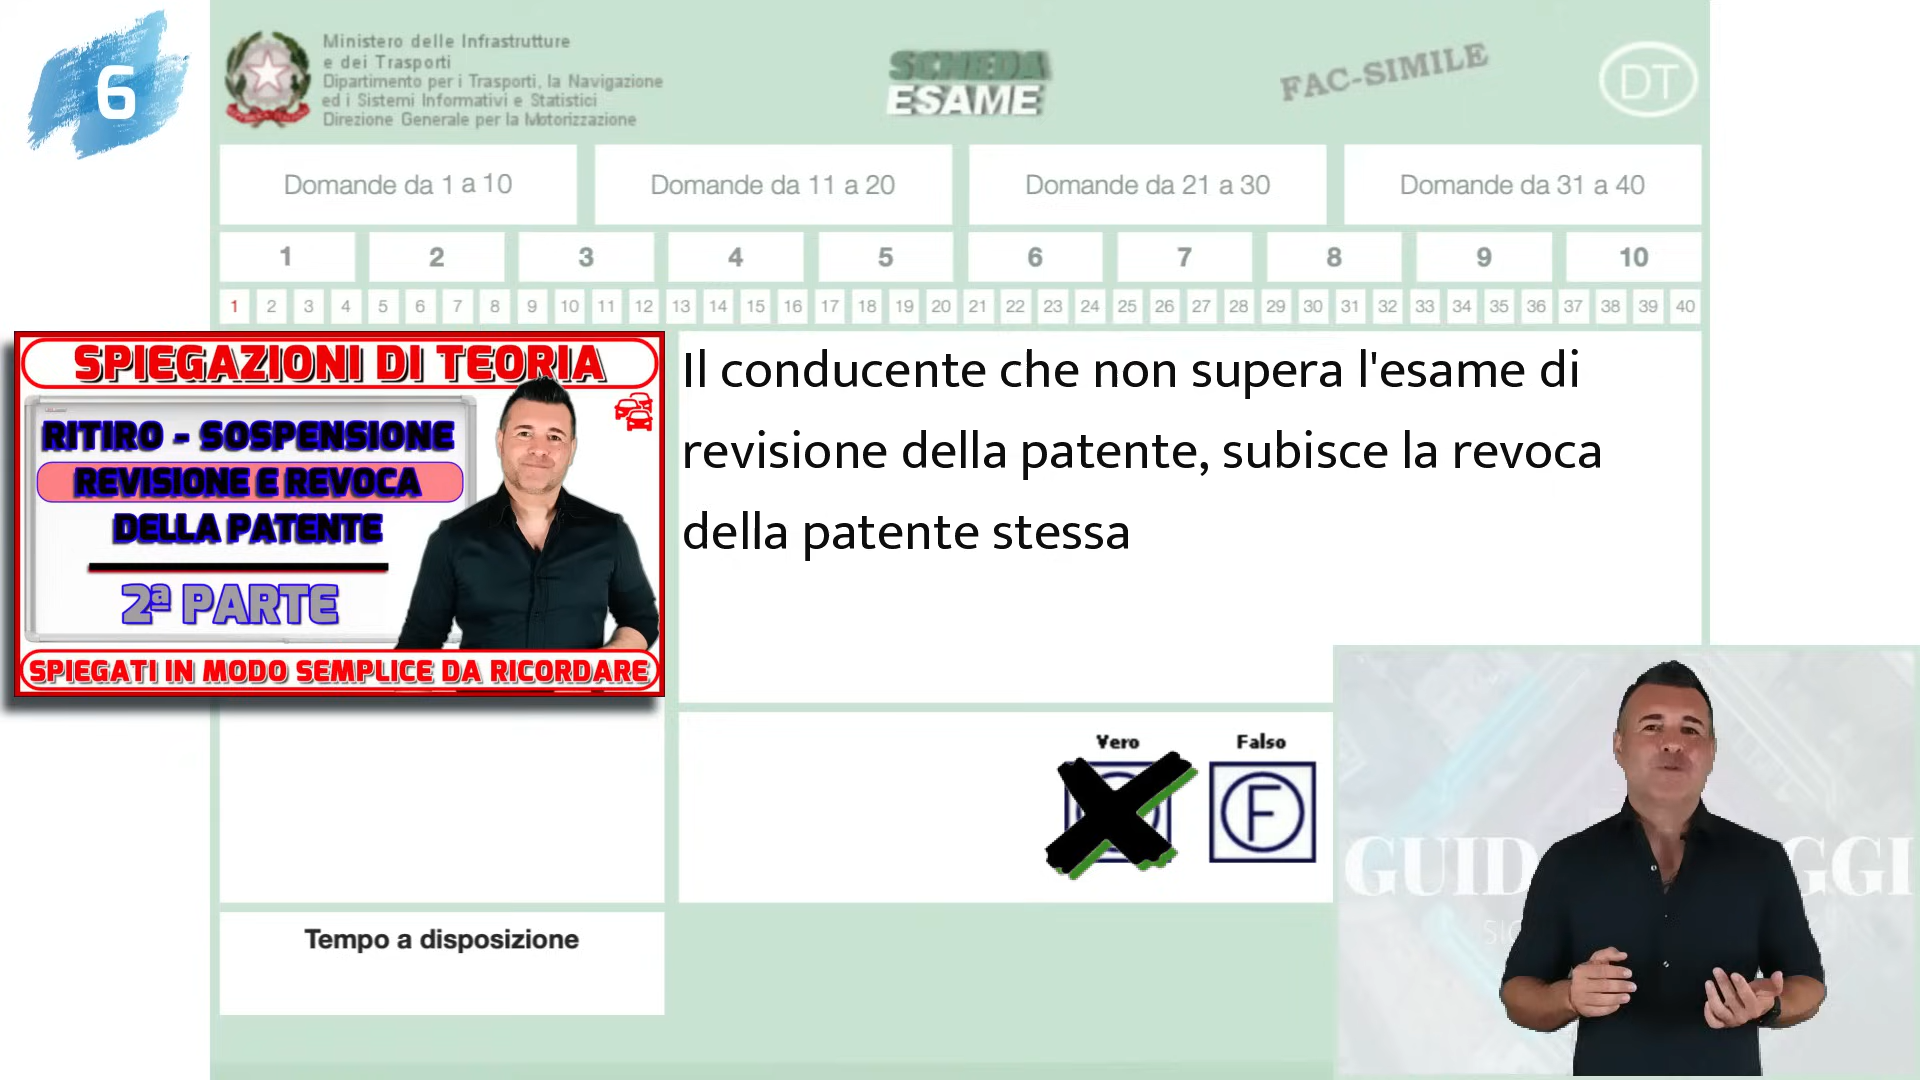 6
Ministero delle Infrastrutture
e dei Trasporti
Dipartimento per i Trasporti, la Navigazione
ed i Sistemi Informativi e Statistici
Direzione Generale per la Motorizzazione
SCHEDA
ESAME
FAC-SIMILE
DT
Domande da 1 a 10
Domande da 11 a 20
Domande da 21 a 30
Domande da 31 a 40
1 2 3 4 5 6 7 8 9 10
1 2 3 4 5 6 7 8 9 10 11 12 13 14 15 16 17 18 19 20 21 22 23 24 25 26 27 28 29 30 31 32 33 34 35 36 37 38 39 40
SPIEGAZIONI DI TEORIA
RITIRO - SOSPENSIONE
REVISIONE E REVOCA
DELLA PATENTE
2ª PARTE
SPIEGATI IN MODO SEMPLICE DA RICORDARE
Il conducente che non supera l'esame di
revisione della patente, subisce la revoca
della patente stessa
Vero
Falso
F
GUID
GGI
Tempo a disposizione